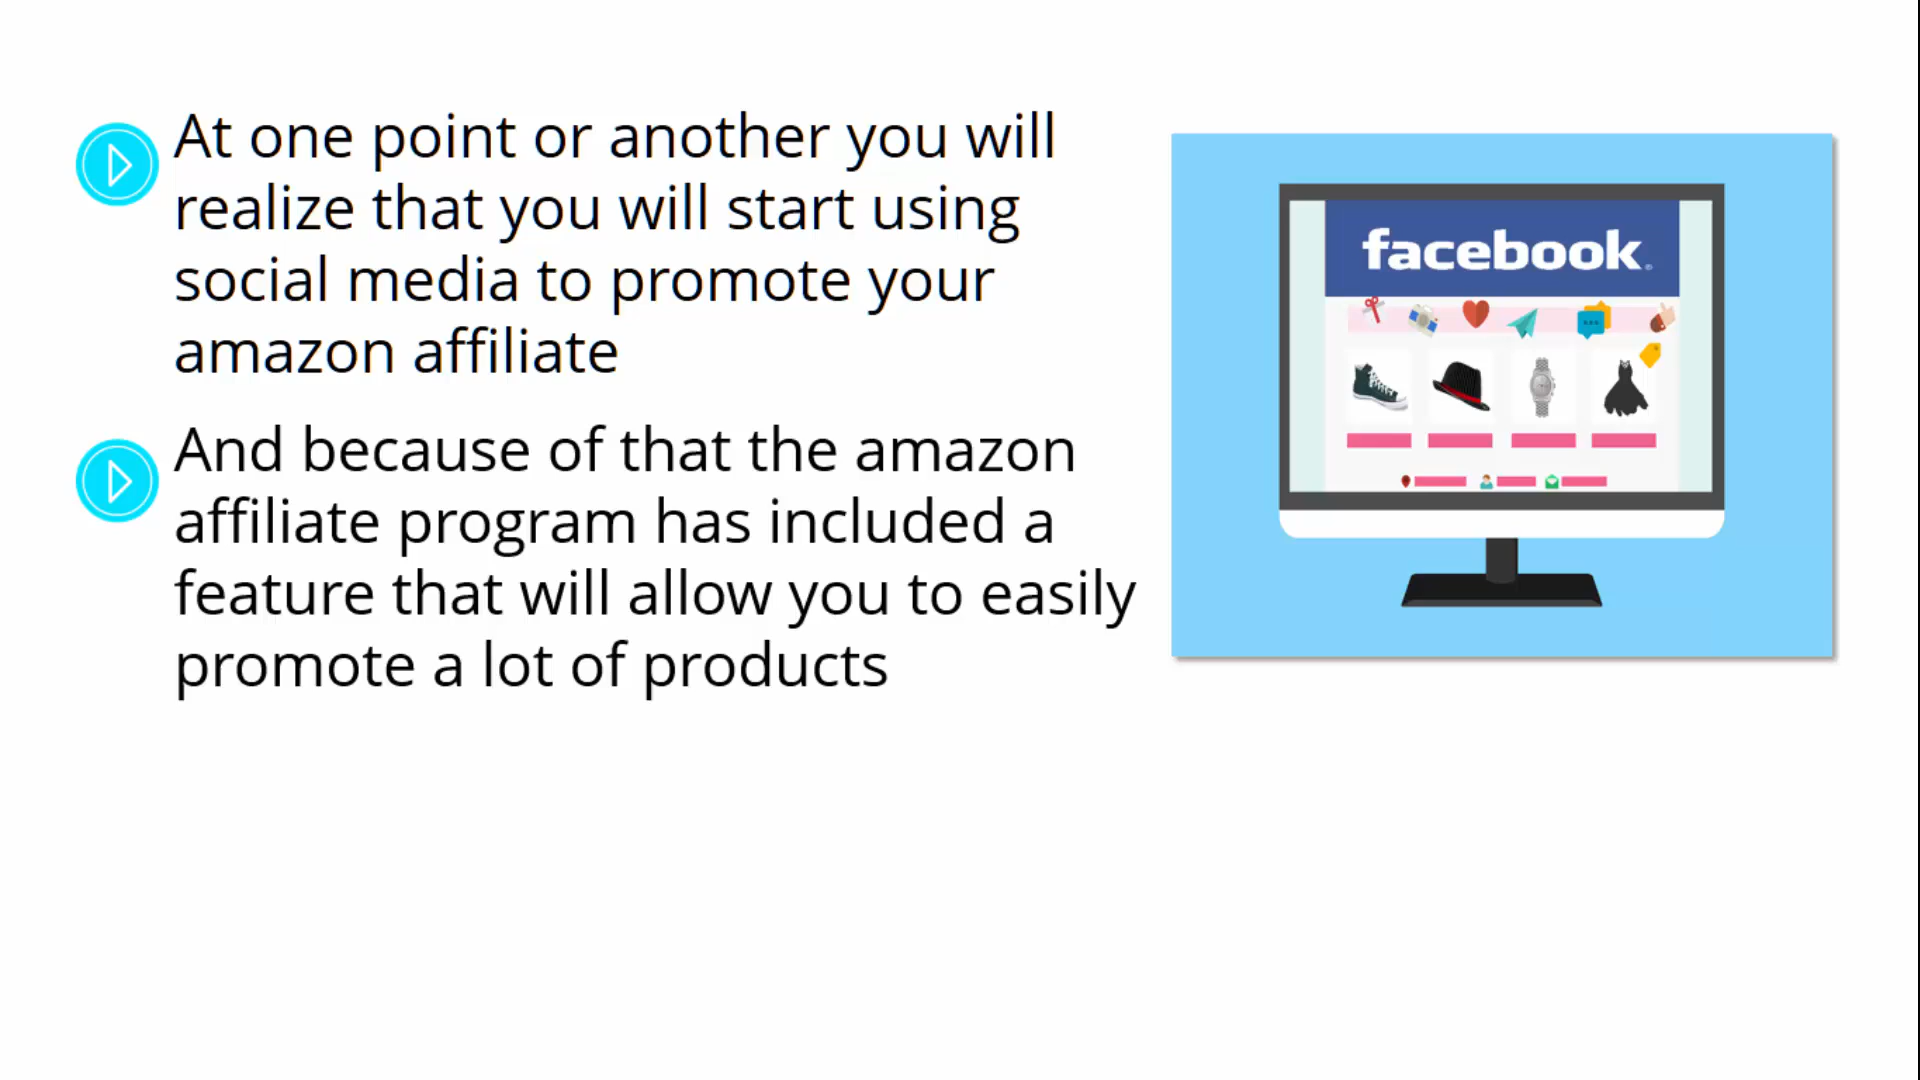 At one point or another you will
realize that you will start using
social media to promote your
amazon affiliate
And because of that the amazon
affiliate program has included a
feature that will allow you to easily
promote a lot of products
facebook